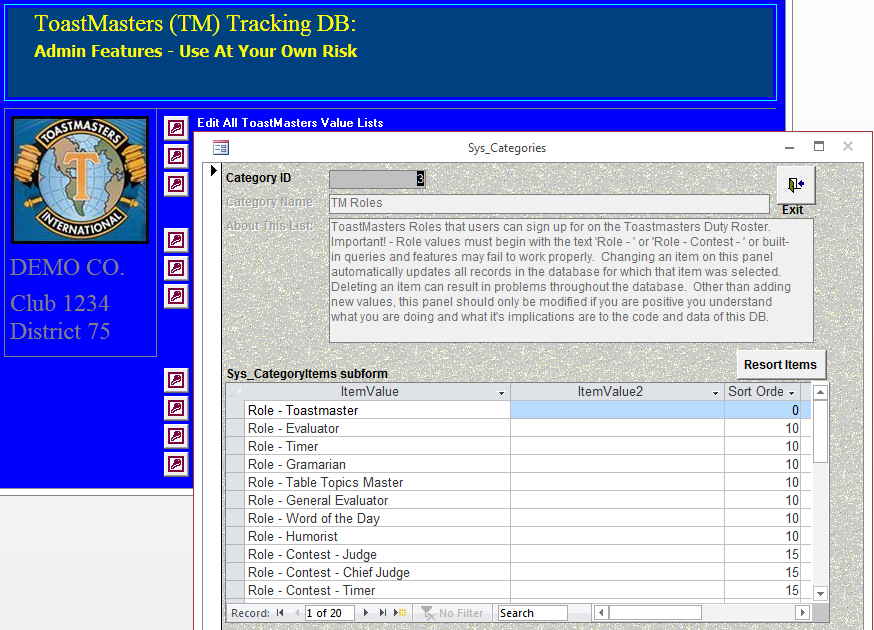 ToastMasters (TM) Tracking DB:
Admin Features - Use At Your Own Risk
TOASTMASTERS
T
INTERNATIONAL
DEMO CO.
Club 1234
District 75
Edit All ToastMasters Value Lists
Sys_Categories
Category ID 3
Category Name TM Roles
Exit
About This List:
ToastMasters Roles that users can sign up for on the Toastmasters Duty Roster.
Important! - Role values must begin with the text 'Role - ' or 'Role - Contest - ' or built-
in queries and features may fail to work properly. Changing an item on this panel
automatically updates all records in the database for which that item was selected.
Deleting an item can result in problems throughout the database. Other than adding
new values, this panel should only be modified if you are positive you understand
what you are doing and what it's implications are to the code and data of this DB.
Resort Items
Sys_CategoryItems subform
ItemValue ItemValue2 Sort Orde
Role - Toastmaster 0
Role - Evaluator 10
Role - Timer 10
Role - Gramarian 10
Role - Table Topics Master 10
Role - General Evaluator 10
Role - Word of the Day 10
Role - Humorist 10
Role - Contest - Judge 15
Role - Contest - Chief Judge 15
Role - Contest - Timer 15
Record: 1 of 20 No Filter Search